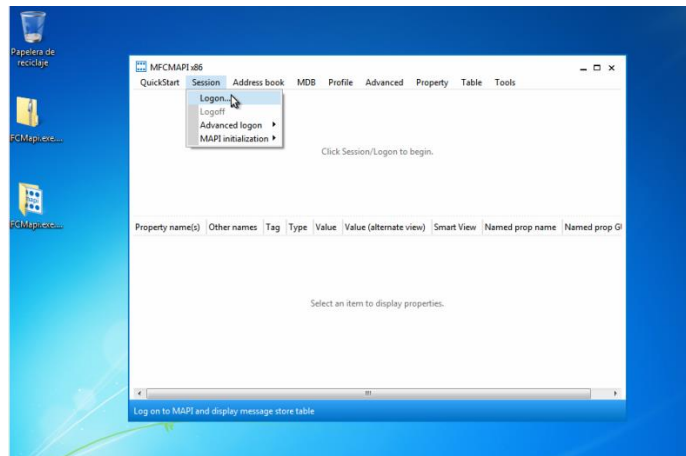 Papelera de
reciclaje
MFCMAPI x86
QuickStart Session Address book MDB Profile Advanced Property Table Tools
Logon...
Logoff
Advanced logon
MAPI initialization
Click Session/Logon to begin.
FCMapi.exe....
FCMapi.exe....
Property name(s) Other names Tag Type Value Value (alternate view) Smart View Named prop name Named prop GU
Select an item to display properties.
Log on to MAPI and display message store table